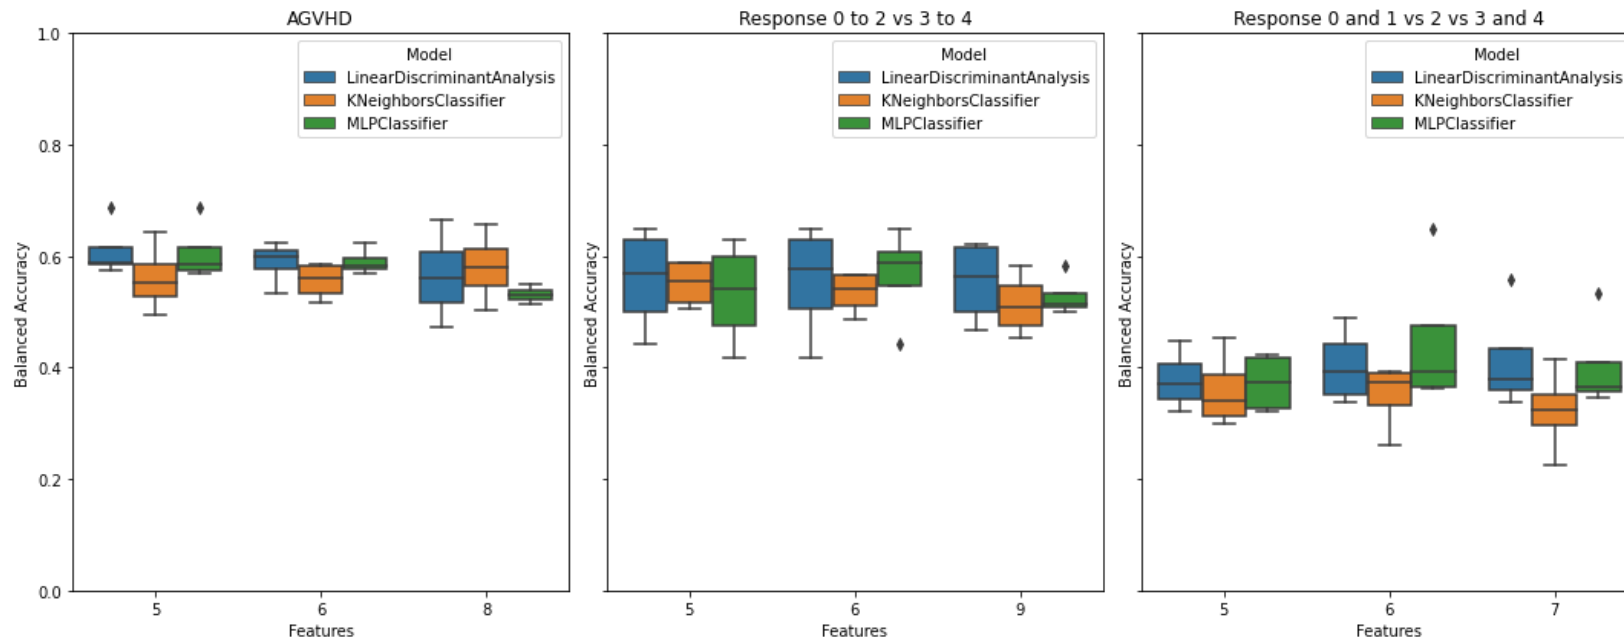 AGVHD
Response 0 to 2 vs 3 to 4
Response 0 and 1 vs 2 vs 3 and 4
1.0
0.8
0.6
0.4
0.2
0.0
Balanced Accuracy
Model
LinearDiscriminantAnalysis
KNeighborsClassifier
MLPClassifier
5
6
8
Features
Balanced Accuracy
Model
LinearDiscriminantAnalysis
KNeighborsClassifier
MLPClassifier
5
6
9
Features
Balanced Accuracy
Model
LinearDiscriminantAnalysis
KNeighborsClassifier
MLPClassifier
5
6
7
Features